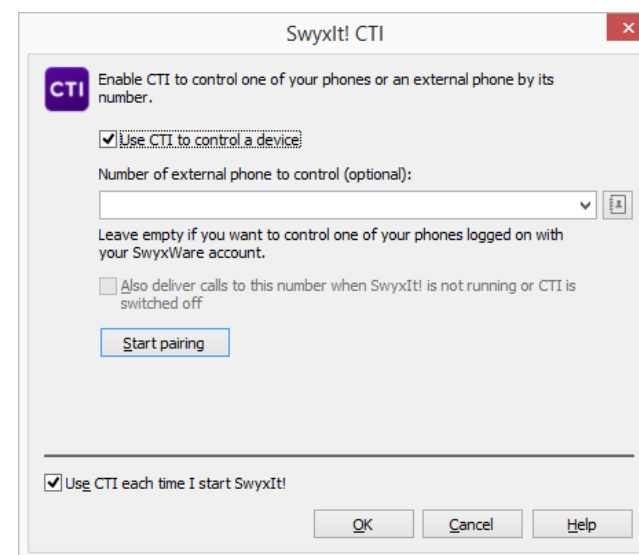 SwyxIt! CTI
CTI
Enable CTI to control one of your phones or an external phone by its
number.
Use CTI to control a device
Number of external phone to control (optional):
Leave empty if you want to control one of your phones logged on with
your SwyxWare account.
Also deliver calls to this number when SwyxIt! is not running or CTI is
switched off
Start pairing
Use CTI each time I start SwyxIt!
OK Cancel Help